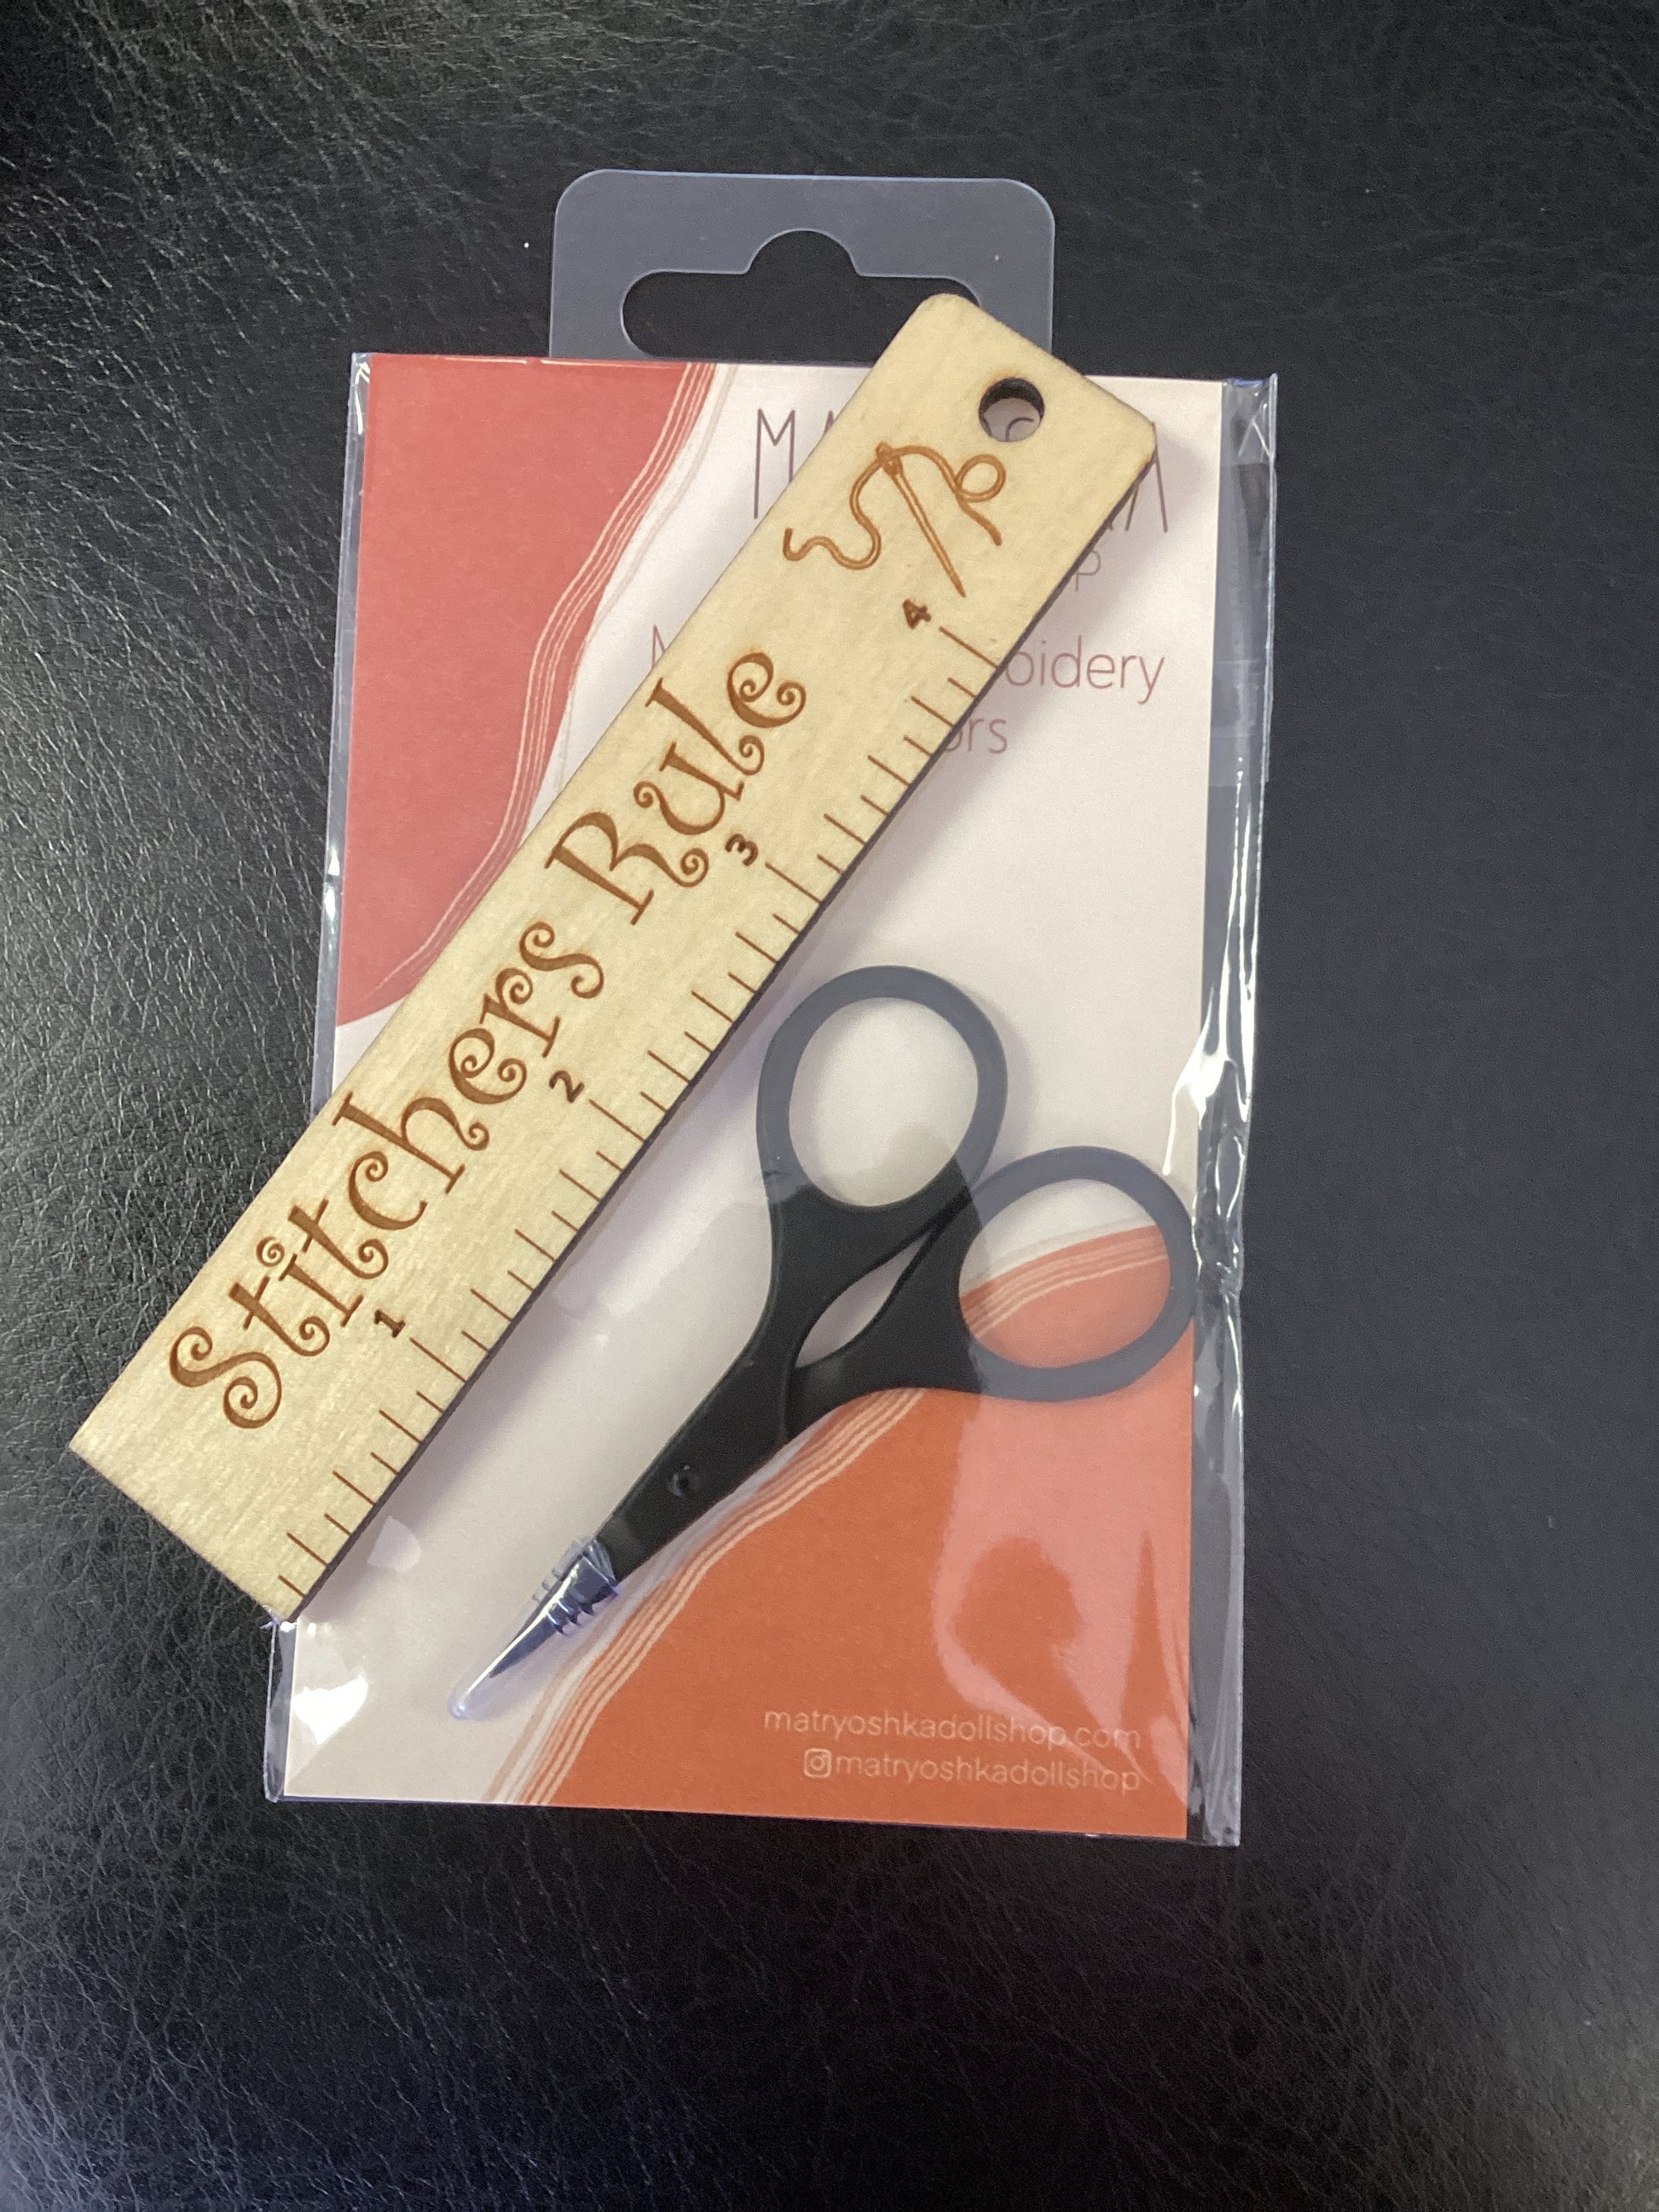 Stitchers Rule
1 2 3 4
matryoshkadollshop.com
matryoshkadollshop